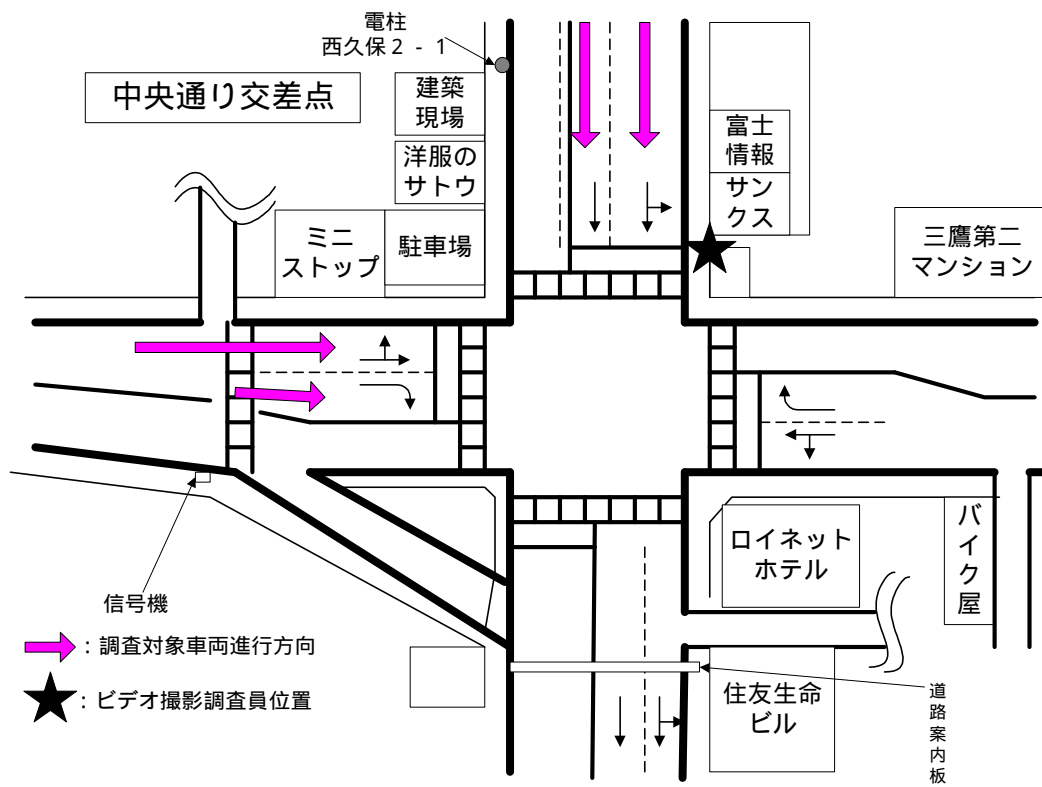 電柱
西久保２-１
中央通り交差点
建築
現場
洋服の
サトウ
ミニ
ストップ
駐車場
富士
情報
サン
クス
三鷹第二
マンション
ロイネット
ホテル
バイク屋
信号機
：調査対象車両進行方向
：ビデオ撮影調査員位置
住友生命
ビル
道路案内板